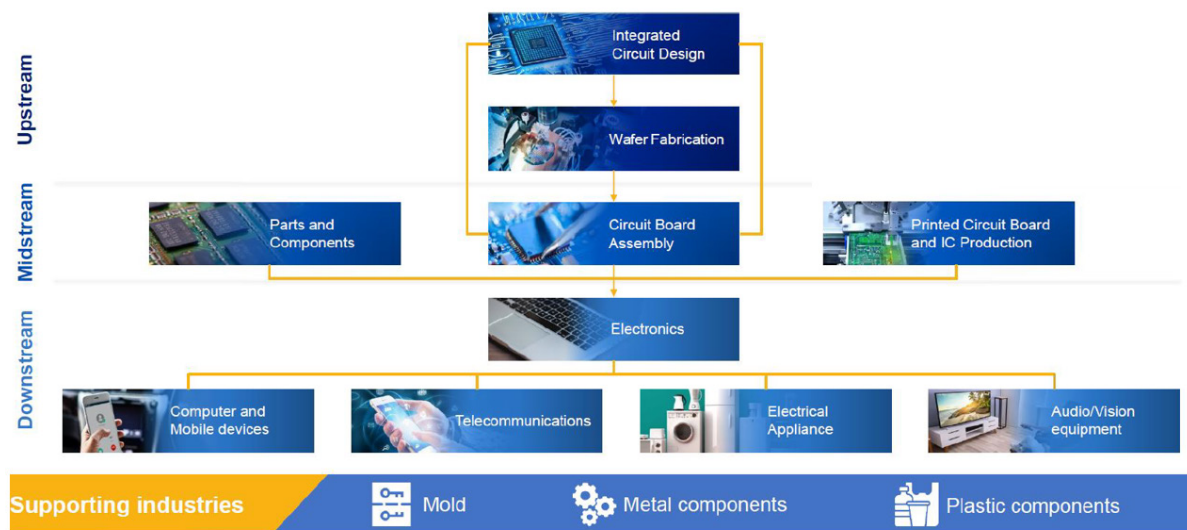 Upstream
Integrated
Circuit Design
Wafer Fabrication
Midstream
Parts and
Components
Circuit Board
Assembly
Printed Circuit Board
and IC Production
Downstream
Electronics
Computer and
Mobile devices
Telecommunications
Electrical
Appliance
Audio/Vision
equipment
Supporting industries
Mold
Metal components
Plastic components